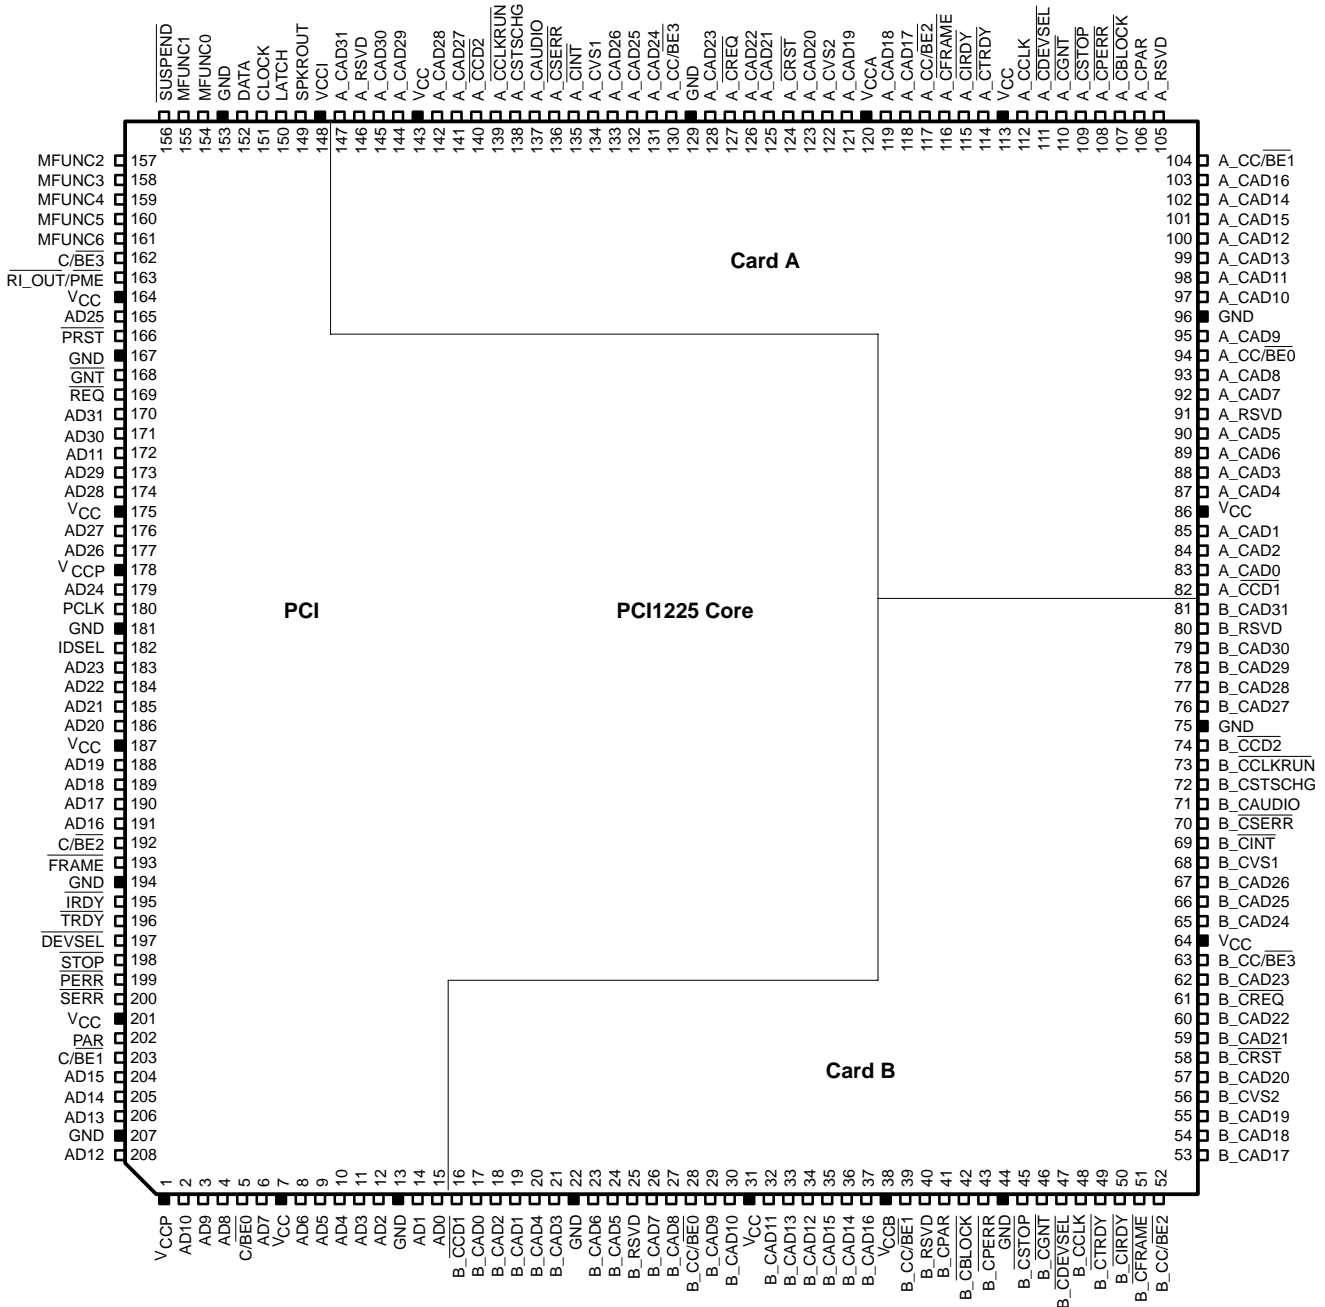 SUSPEND
MFUNC1
MFUNC0
GND
DATA
CLOCK
LATCH
SPKROUT
VCCI
A_CAD31
A_RSVD
A_CAD30
A_CAD29
VCC
A_CAD28
A_CAD27
A_CCD2
A_CCLKRUN
A_CSTSCHG
A_CAUDIO
A_CSERR
A_CINT
A_CVS1
A_CAD26
A_CAD25
A_CAD24
A_CC/BE3
GND
A_CAD23
A_CREQ
A_CAD22
A_CAD21
A_CRST
A_CAD20
A_CVS2
A_CAD19
VCCA
A_CAD18
A_CAD17
A_CC/BE2
A_CFRAME
A_CIRDY
A_CTRDY
VCC
A_CCLK
A_CDEVSEL
A_CGNT
A_CSTOP
A_CPERR
A_CBLOCK
A_CPAR
A_RSVD
156
155
154
153
152
151
150
149
148
147
146
145
144
143
142
141
140
139
138
137
136
135
134
133
132
131
130
129
128
127
126
125
124
123
122
121
120
119
118
117
116
115
114
113
112
111
110
109
108
107
106
105
MFUNC2 157
MFUNC3 158
MFUNC4 159
MFUNC5 160
MFUNC6 161
C/BE3 162
RI_OUT/PME 163
VCC 164
AD25 165
PRST 166
GND 167
GNT 168
REQ 169
AD31 170
AD30 171
AD11 172
AD29 173
AD28 174
VCC 175
AD27 176
AD26 177
VCCP 178
AD24 179
PCLK 180
GND 181
IDSEL 182
AD23 183
AD22 184
AD21 185
AD20 186
VCC 187
AD19 188
AD18 189
AD17 190
AD16 191
C/BE2 192
FRAME 193
GND 194
IRDY 195
TRDY 196
DEVSEL 197
STOP 198
PERR 199
SERR 200
VCC 201
PAR 202
C/BE1 203
AD15 204
AD14 205
AD13 206
GND 207
AD12 208
Card A
PCI
PCI1225 Core
Card B
104 A_CC/BE1
103 A_CAD16
102 A_CAD14
101 A_CAD15
100 A_CAD12
99 A_CAD13
98 A_CAD11
97 A_CAD10
96 GND
95 A_CAD9
94 A_CC/BE0
93 A_CAD8
92 A_CAD7
91 A_RSVD
90 A_CAD5
89 A_CAD6
88 A_CAD3
87 A_CAD4
86 VCC
85 A_CAD1
84 A_CAD2
83 A_CAD0
82 A_CCD1
81 B_CAD31
80 B_RSVD
79 B_CAD30
78 B_CAD29
77 B_CAD28
76 B_CAD27
75 GND
74 B_CCD2
73 B_CCLKRUN
72 B_CSTSCHG
71 B_CAUDIO
70 B_CSERR
69 B_CINT
68 B_CVS1
67 B_CAD26
66 B_CAD25
65 B_CAD24
64 VCC
63 B_CC/BE3
62 B_CAD23
61 B_CREQ
60 B_CAD22
59 B_CAD21
58 B_CRST
57 B_CAD20
56 B_CVS2
55 B_CAD19
54 B_CAD18
53 B_CAD17
1
2
3
4
5
6
7
8
9
10
11
12
13
14
15
16
17
18
19
20
21
22
23
24
25
26
27
28
29
30
31
32
33
34
35
36
37
38
39
40
41
42
43
44
45
46
47
48
49
50
51
52
VCCP
AD10
AD9
AD8
C/BE0
AD7
VCC
AD6
AD5
AD4
AD3
AD2
GND
AD1
AD0
B_CCD1
B_CAD0
B_CAD2
B_CAD1
B_CAD4
B_CAD3
GND
B_CAD6
B_CAD5
B_RSVD
B_CAD7
B_CAD8
B_CC/BE0
B_CAD9
B_CAD10
VCC
B_CAD11
B_CAD13
B_CAD12
B_CAD15
B_CAD14
B_CAD16
VCCB
B_CC/BE1
B_RSVD
B_CPAR
B_CBLOCK
B_CPERR
GND
B_CSTOP
B_CGNT
B_CDEVSEL
B_CCLK
B_CTRDY
B_CIRDY
B_CFRAME
B_CC/BE2